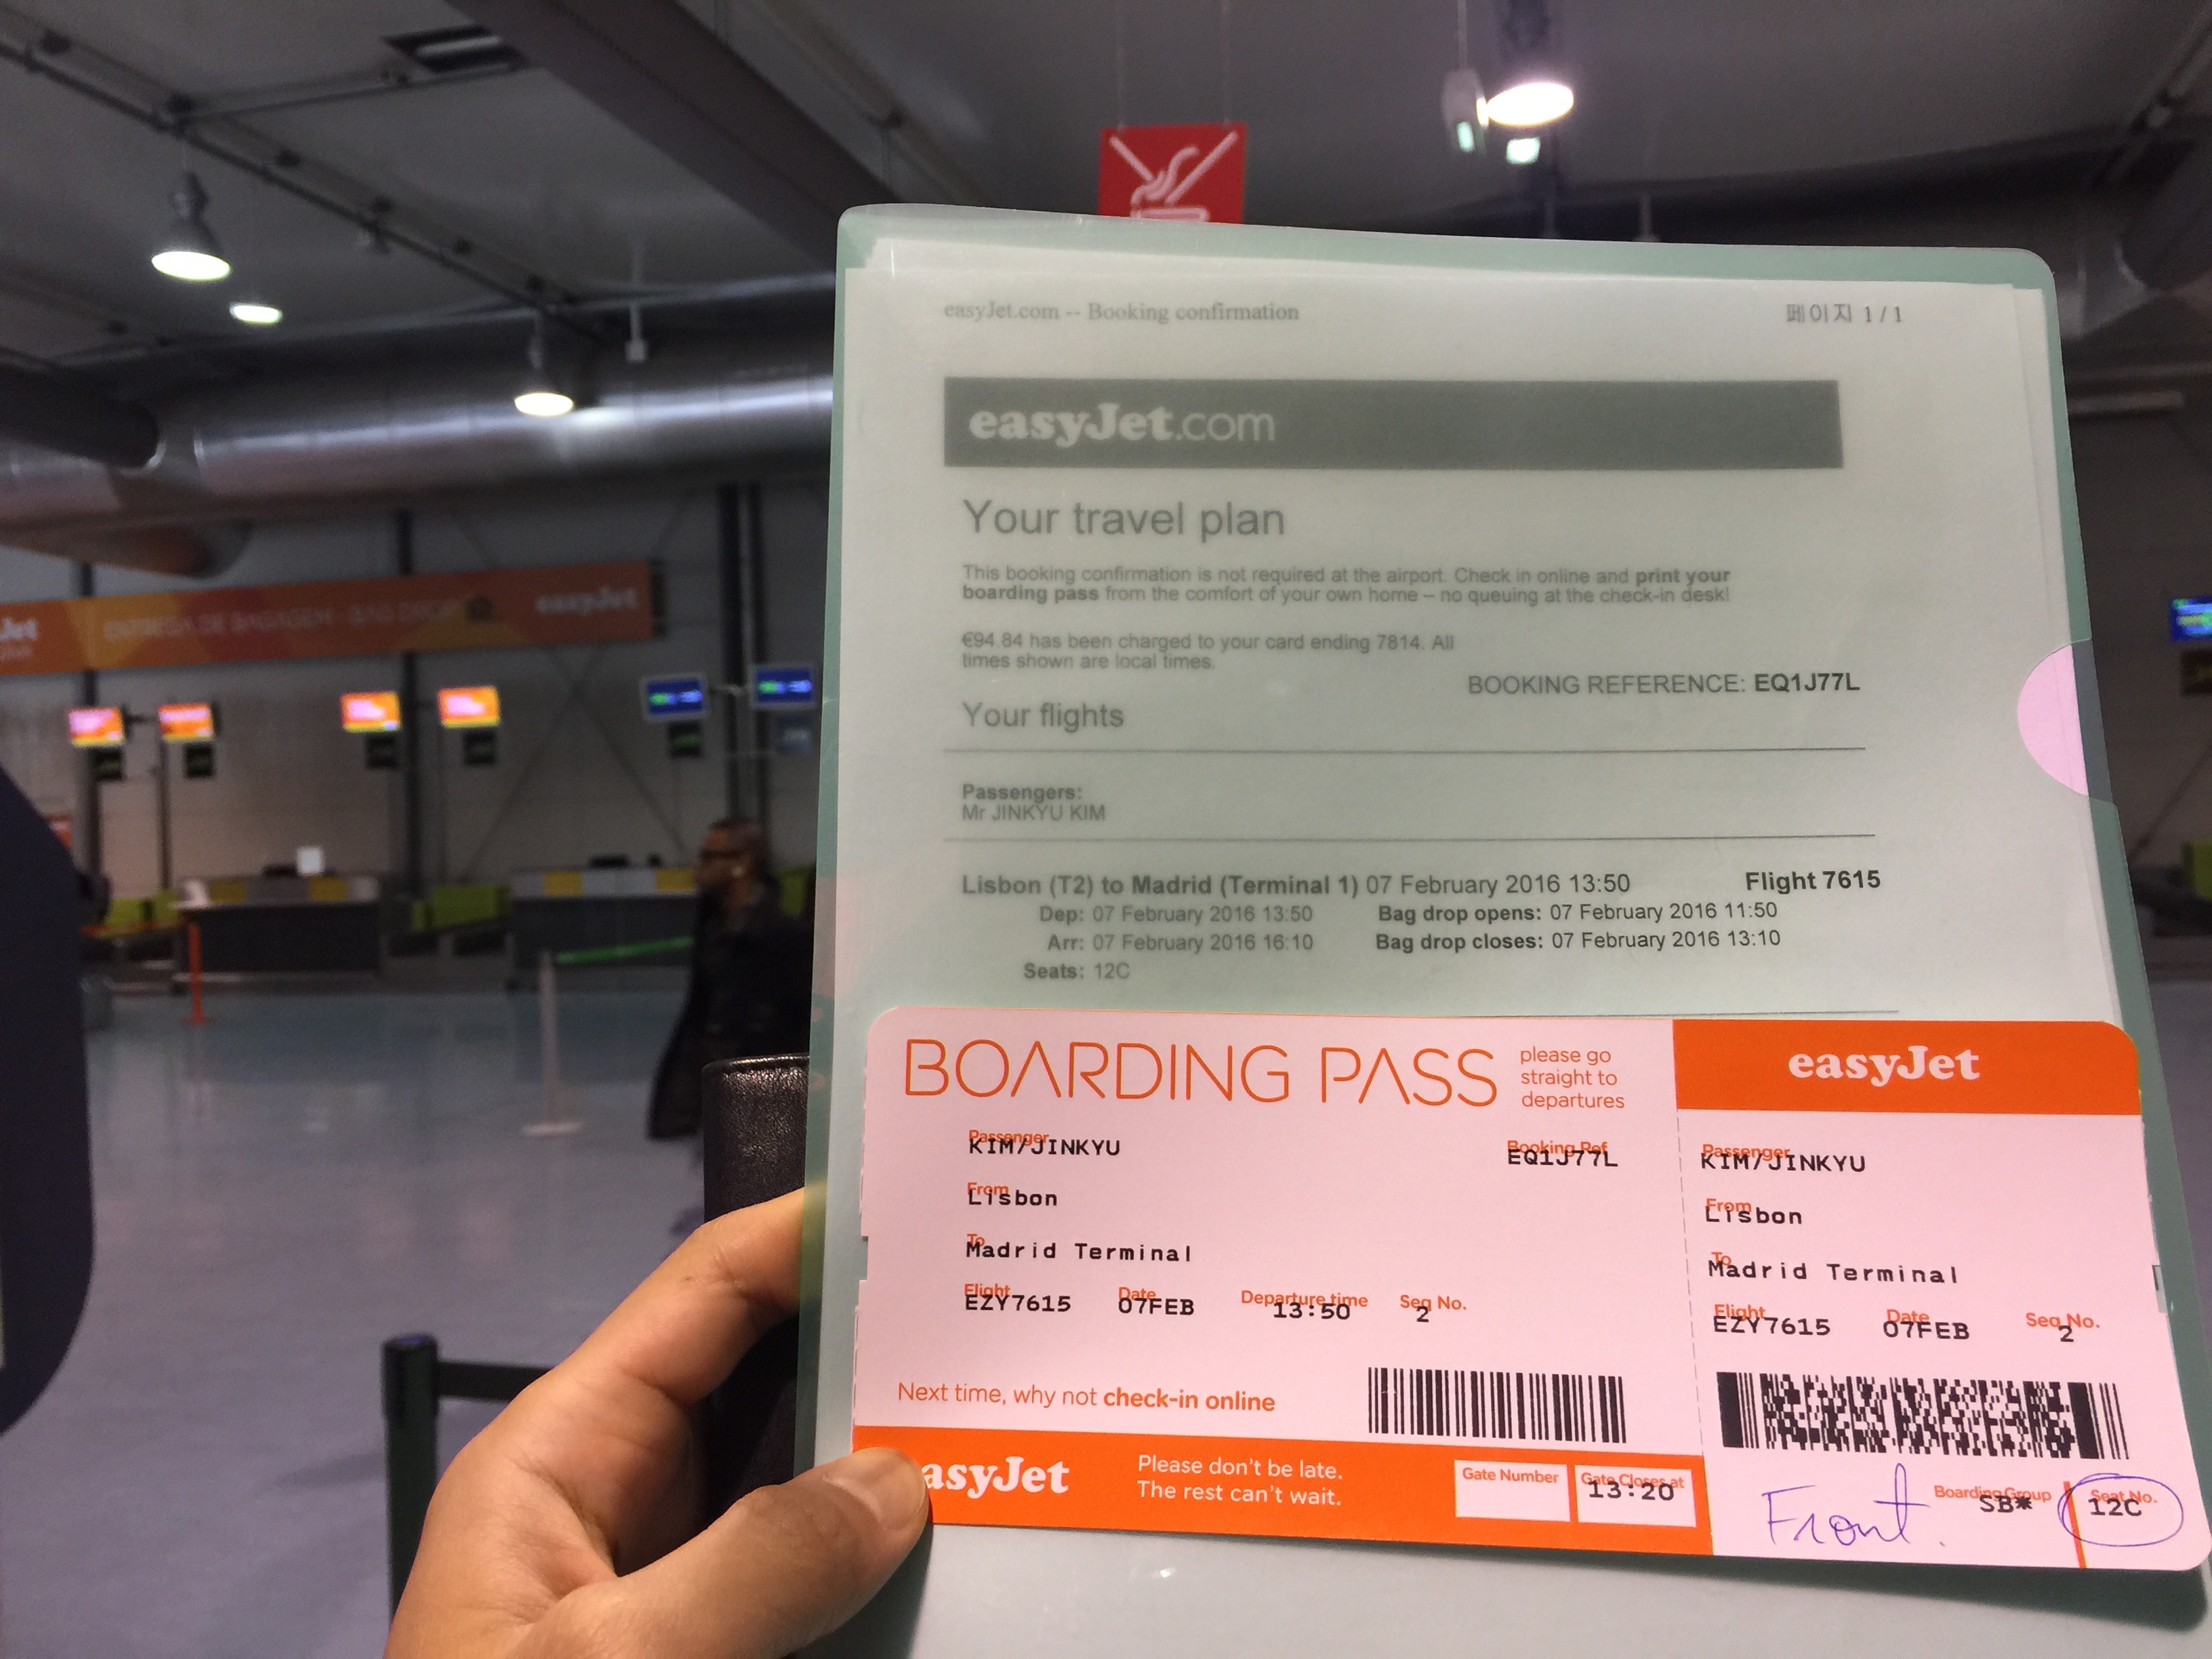 easyJet.com -- Booking confirmation 페이지 1 / 1
easyJet.com
Your travel plan
This booking confirmation is not required at the airport. Check in online and print your
boarding pass from the comfort of your own home – no queuing at the check-in desk!
€94.84 has been charged to your card ending 7814. All
times shown are local times.
BOOKING REFERENCE: EQ1J77L
Your flights
Passengers:
Mr JINKYU KIM
Lisbon (T2) to Madrid (Terminal 1) 07 February 2016 13:50 Flight 7615
Dep: 07 February 2016 13:50 Bag drop opens: 07 February 2016 11:50
Arr: 07 February 2016 16:10 Bag drop closes: 07 February 2016 13:10
Seats: 12C
BOARDING PASS
please go
straight to
departures
Passenger
KIM/JINKYU
Booking Ref
EQ1J77L
From
Lisbon
To
Madrid Terminal
Flight Date Departure time Seq No.
EZY7615 07FEB 13:50 2
Next time, why not check-in online
asyJet
Please don't be late.
The rest can't wait.
Gate Number
Gate Closes at
13:20
easyJet
Passenger
KIM/JINKYU
From
Lisbon
To
Madrid Terminal
Flight Date Seq No.
EZY7615 07FEB 2
Front.
Boarding Group
SB*
Seat No.
12C
Jet
ENTREGA DE BAGAGEM - BAG DROP
easyJet